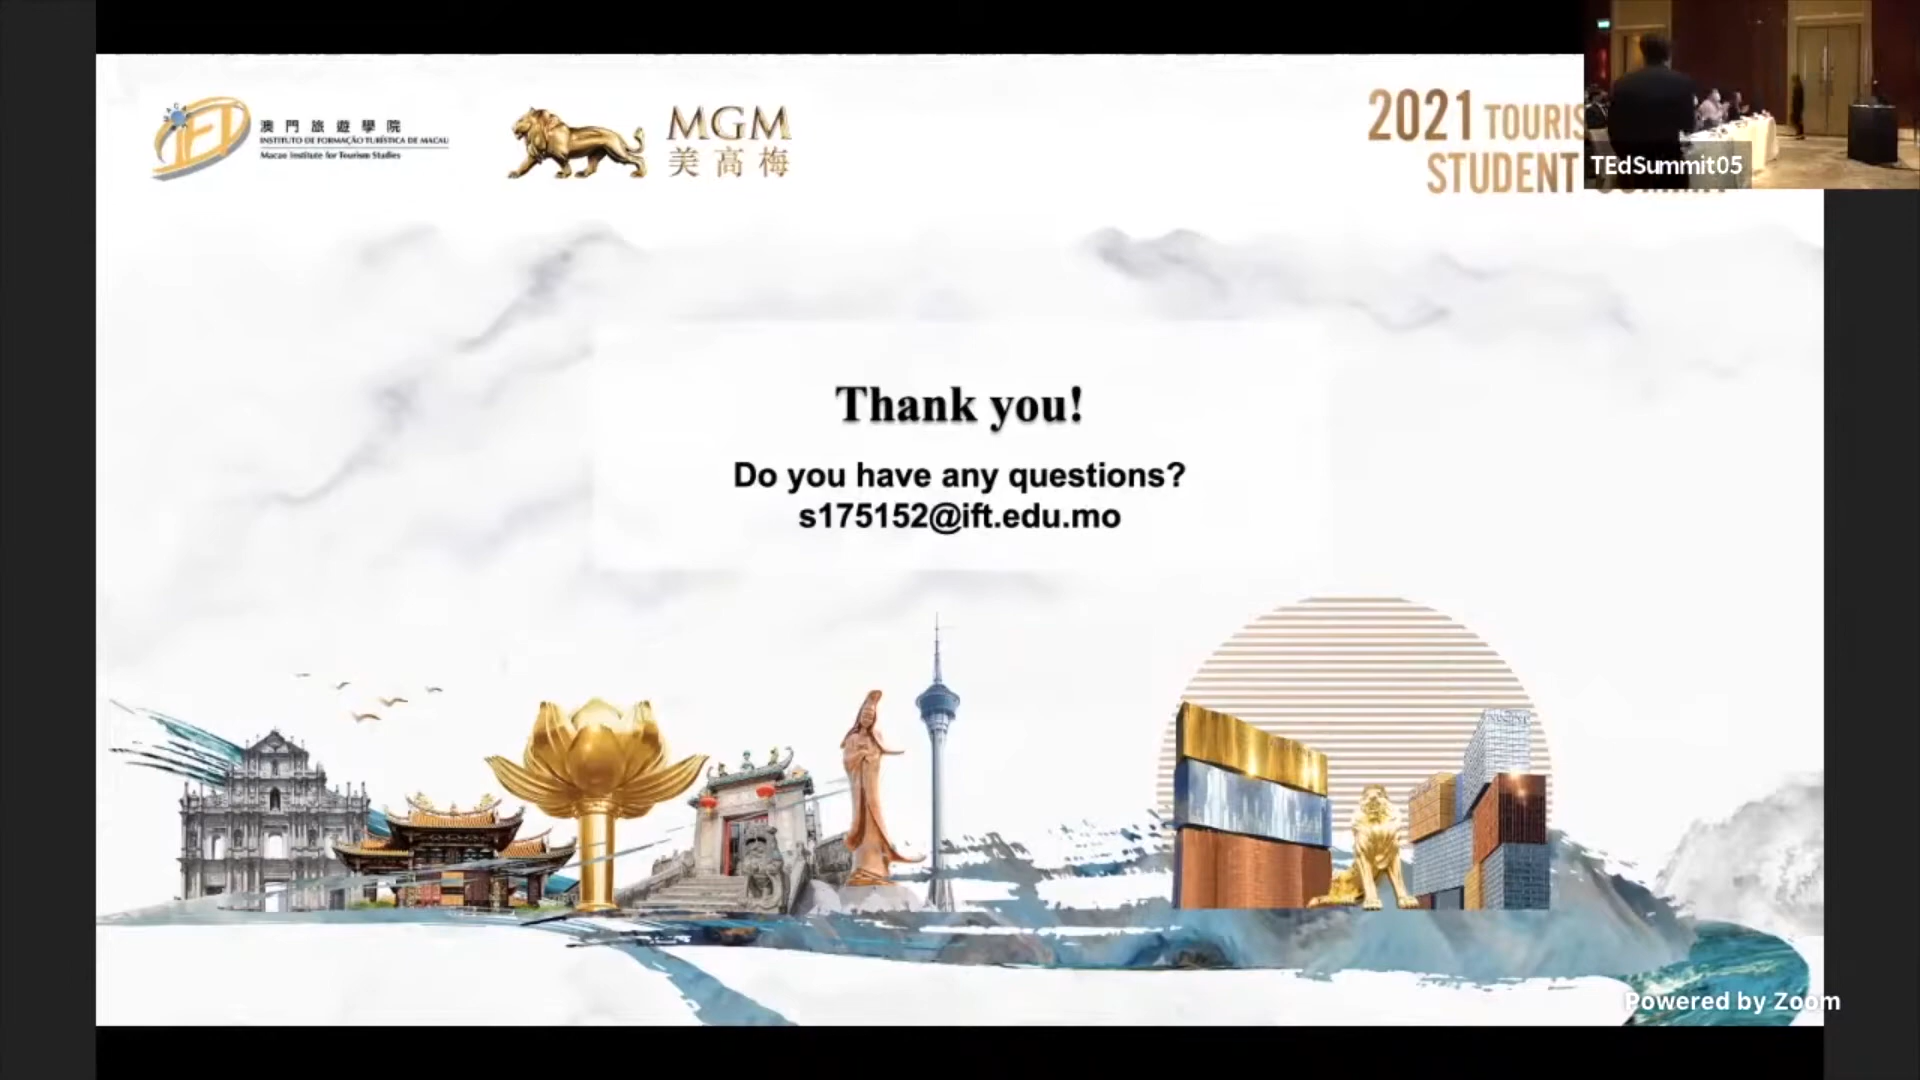 IFT
澳門旅遊學院
INSTITUTO DE FORMAÇÃO TURÍSTICA DE MACAU
Macao Institute for Tourism Studies
MGM
美高梅
2021 TOURIS
STUDENT
TEdSummit05
Thank you!
Do you have any questions?
s175152@ift.edu.mo
Powered by Zoom